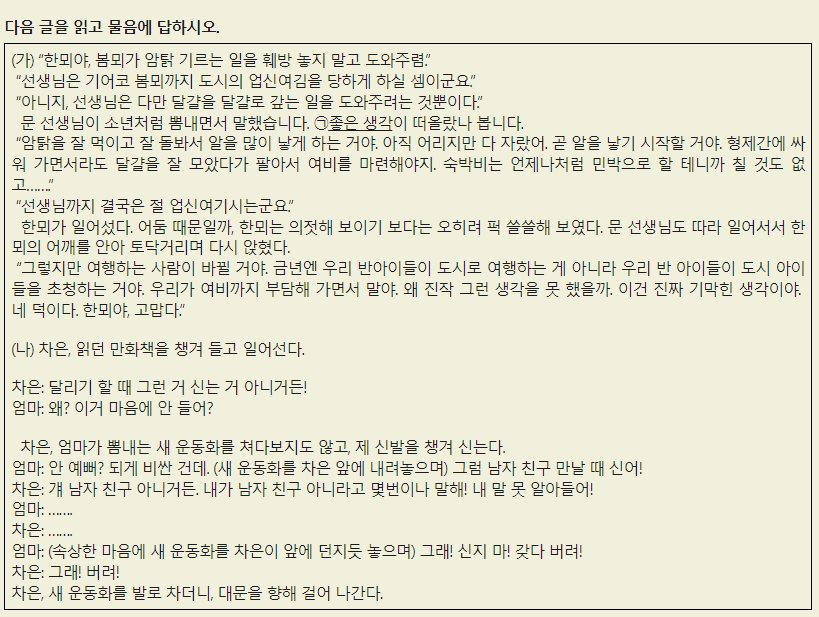 다음 글을 읽고 물음에 답하시오.
(가) “한뫼야, 봄뫼가 암탉 기르는 일을 훼방 놓지 말고 도와주렴.”
“선생님은 기어코 봄뫼까지 도시의 업신여김을 당하게 하실 셈이군요.”
“아니지, 선생님은 다만 달걀을 달걀로 갚는 일을 도와주려는 것뿐이다.”
문 선생님이 소년처럼 뽐내면서 말했습니다. ㉠좋은 생각이 떠올랐나 봅니다.
“암탉을 잘 먹이고 잘 돌봐서 알을 많이 낳게 하는 거야. 아직 어리지만 다 자랐어. 곧 알을 낳기 시작할 거야. 형제간에 싸
워 가면서라도 달걀을 잘 모았다가 팔아서 여비를 마련해야지. 숙박비는 언제나처럼 민박으로 할 테니까 칠 것도 없
고…….”
“선생님까지 결국은 절 업신여기시는군요.”
한뫼가 일어섰다. 어둠 때문일까, 한뫼는 의젓해 보이기 보다는 오히려 퍽 쓸쓸해 보였다. 문 선생님도 따라 일어서서 한
뫼의 어깨를 안아 토닥거리며 다시 앉혔다.
“그렇지만 여행하는 사람이 바뀔 거야. 금년엔 우리 반아이들이 도시로 여행하는 게 아니라 우리 반 아이들이 도시 아이
들을 초청하는 거야. 우리가 여비까지 부담해 가면서 말야. 왜 진작 그런 생각을 못 했을까. 이건 진짜 기막힌 생각이야.
네 덕이다. 한뫼야, 고맙다.”
(나) 차은, 읽던 만화책을 챙겨 들고 일어선다.
차은: 달리기 할 때 그런 거 신는 거 아니거든!
엄마: 왜? 이거 마음에 안 들어?
차은, 엄마가 뽐내는 새 운동화를 쳐다보지도 않고, 제 신발을 챙겨 신는다.
엄마: 안 예뻐? 되게 비싼 건데. (새 운동화를 차은 앞에 내려놓으며) 그럼 남자 친구 만날 때 신어!
차은: 걔 남자 친구 아니거든. 내가 남자 친구 아니라고 몇번이나 말해! 내 말 못 알아들어!
엄마: …….
차은: …….
엄마: (속상한 마음에 새 운동화를 차은이 앞에 던지듯 놓으며) 그래! 신지 마! 갖다 버려!
차은: 그래! 버려!
차은, 새 운동화를 발로 차더니, 대문을 향해 걸어 나간다.